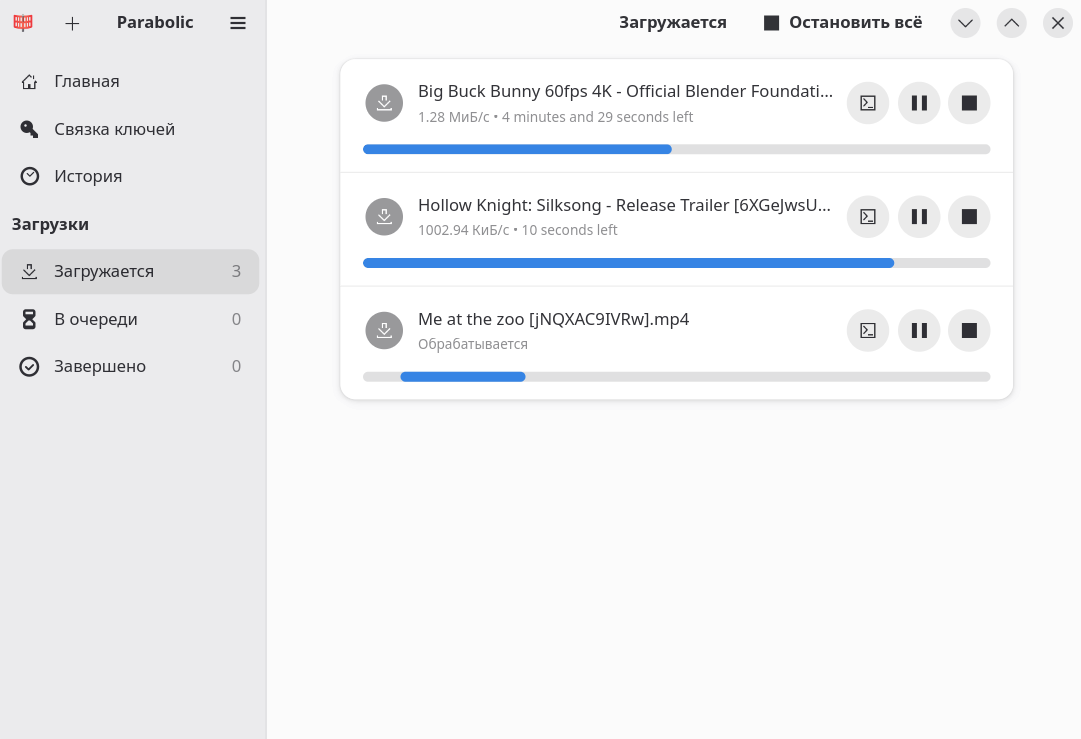 Parabolic
Главная
Связка ключей
История
Загрузки
Загружается 3
В очереди 0
Завершено 0
Загружается
Остановить всё
Big Buck Bunny 60fps 4K - Official Blender Foundati...
1.28 МиБ/с • 4 minutes and 29 seconds left
Hollow Knight: Silksong - Release Trailer [6XGeJwsU...
1002.94 КиБ/с • 10 seconds left
Me at the zoo [jNQXAC9IVRw].mp4
Обрабатывается